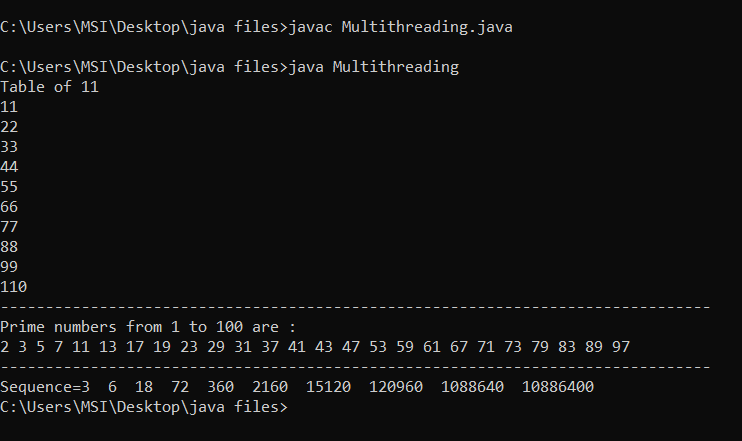 C:\Users\MSI\Desktop\java files>javac Multithreading.java
C:\Users\MSI\Desktop\java files>java Multithreading
Table of 11
11
22
33
44
55
66
77
88
99
110
-------------------------------------------------------------------------------
Prime numbers from 1 to 100 are :
2 3 5 7 11 13 17 19 23 29 31 37 41 43 47 53 59 61 67 71 73 79 83 89 97
-------------------------------------------------------------------------------
Sequence=3  6  18  72  360  2160  15120  120960  1088640  10886400
C:\Users\MSI\Desktop\java files>